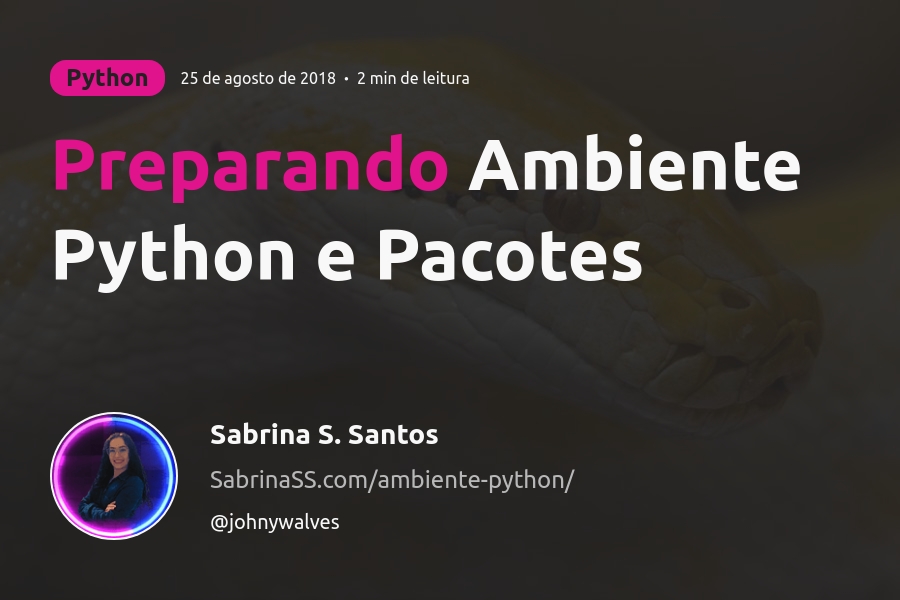 Python
25 de agosto de 2018 • 2 min de leitura
Preparando Ambiente
Python e Pacotes
Sabrina S. Santos
SabrinaSS.com/ambiente-python/
@johnywalves